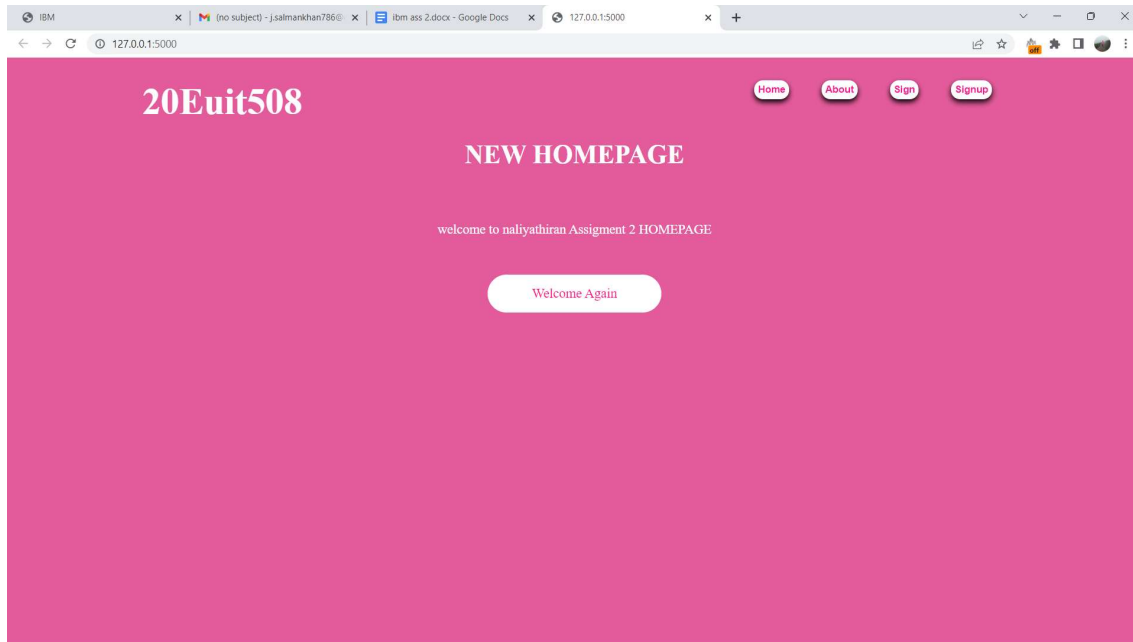 IBM
(no subject) - j.salmankhan786@
ibm ass 2.docx - Google Docs
127.0.0.1:5000
127.0.0.1:5000
off
20Euit508
Home
About
Sign
Signup
NEW HOMEPAGE
welcome to naliyathiran Assigment 2 HOMEPAGE
Welcome Again